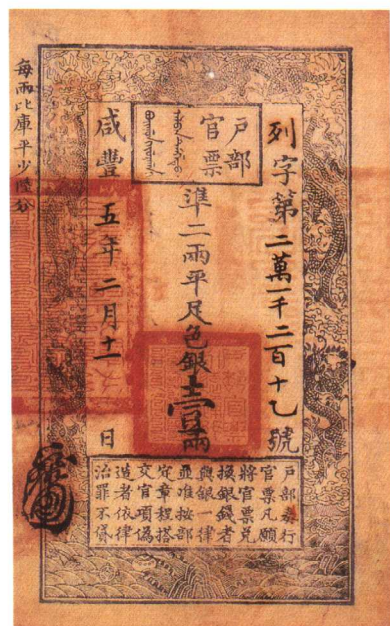 列字第二萬一千二百十乙號
戶部
官票
準二兩平足色銀壹兩
咸豐五年二月十一日
每兩比庫平少陸分
戶部奏行
官票凡願
將官票兌
換銀錢者
與銀一律
並准按部
定章程搭
交官項偽
造者依律
治罪不貸